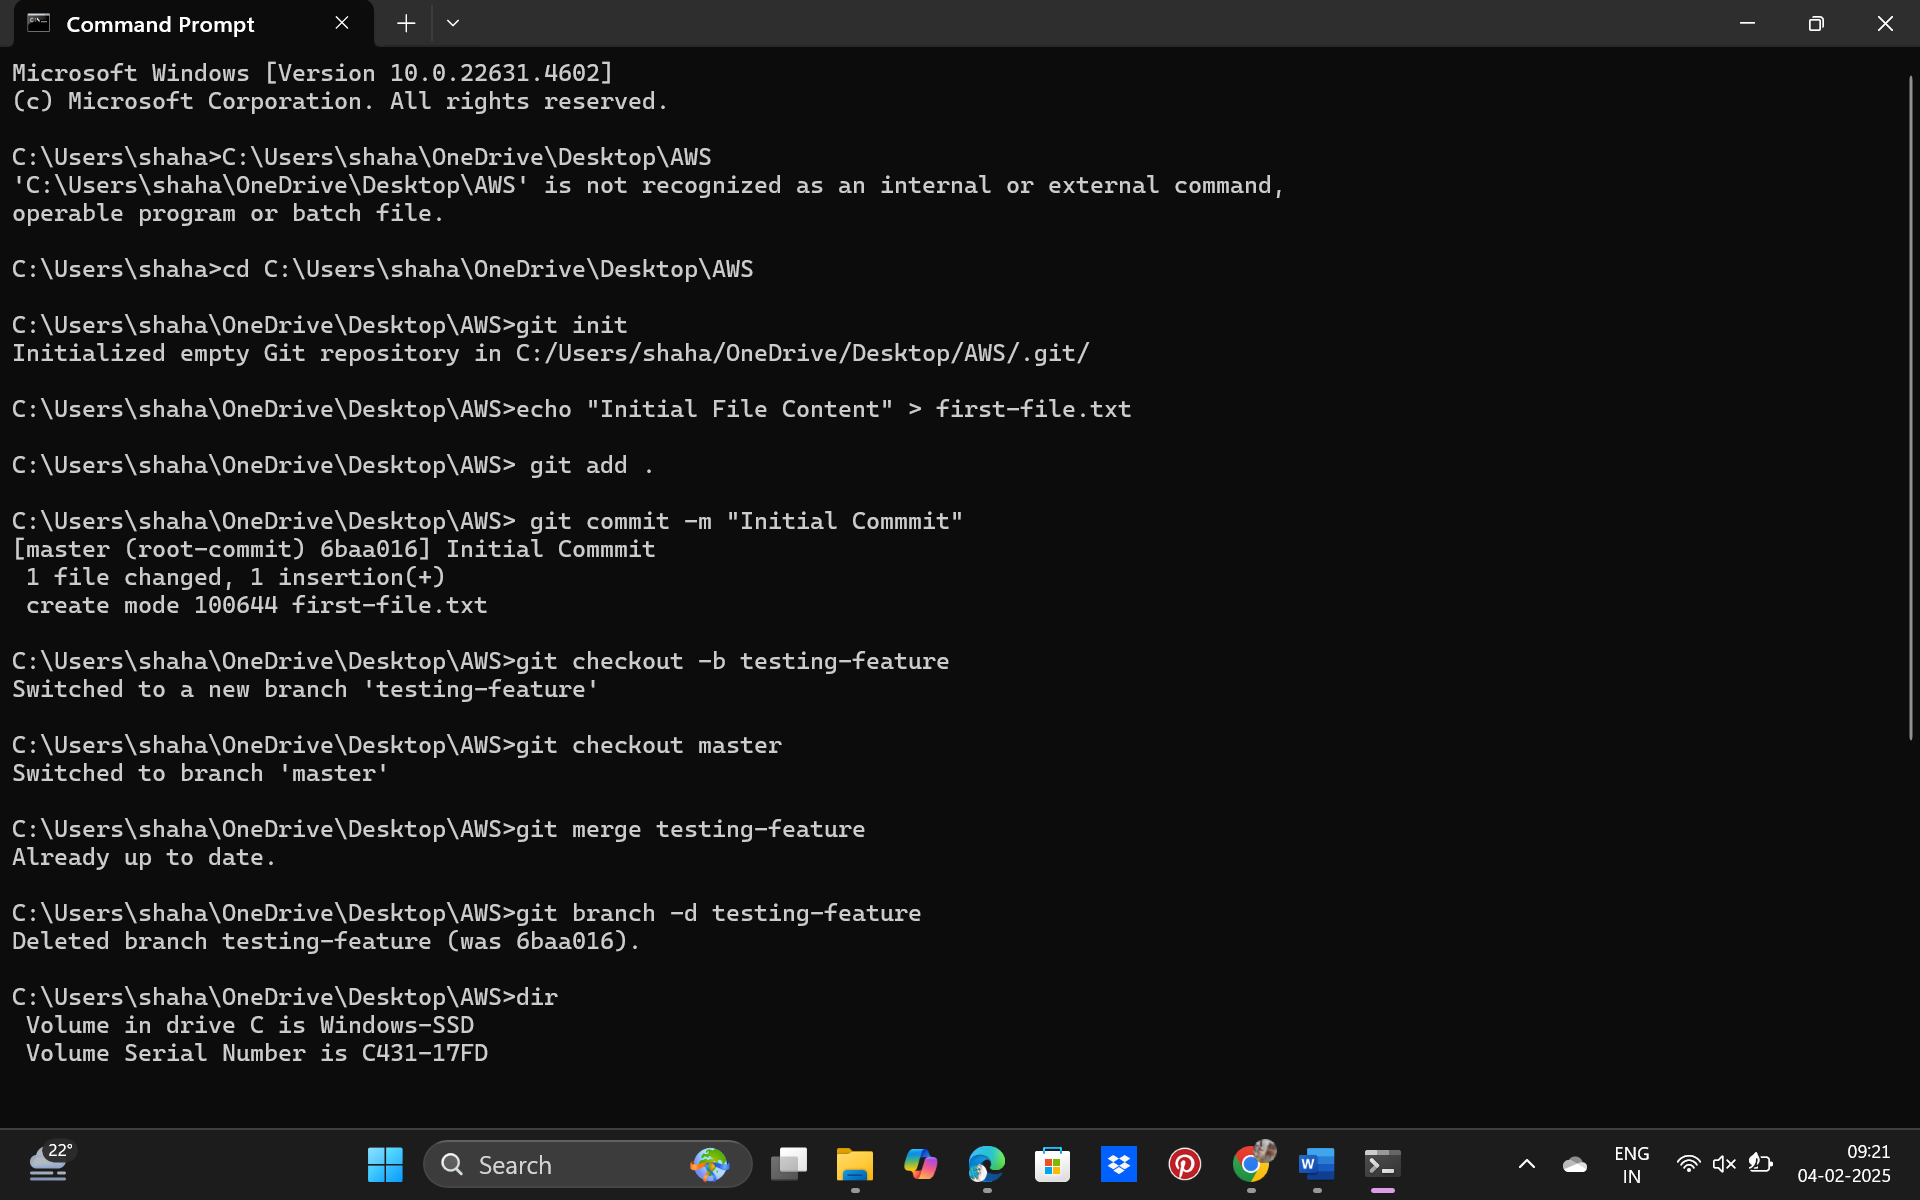 Command Prompt
Microsoft Windows [Version 10.0.22631.4602]
(c) Microsoft Corporation. All rights reserved.
C:\Users\shaha>C:\Users\shaha\OneDrive\Desktop\AWS
'C:\Users\shaha\OneDrive\Desktop\AWS' is not recognized as an internal or external command,
operable program or batch file.
C:\Users\shaha>cd C:\Users\shaha\OneDrive\Desktop\AWS
C:\Users\shaha\OneDrive\Desktop\AWS>git init
Initialized empty Git repository in C:/Users/shaha/OneDrive/Desktop/AWS/.git/
C:\Users\shaha\OneDrive\Desktop\AWS>echo "Initial File Content" > first-file.txt
C:\Users\shaha\OneDrive\Desktop\AWS> git add .
C:\Users\shaha\OneDrive\Desktop\AWS> git commit -m "Initial Commmit"
[master (root-commit) 6baa016] Initial Commmit
 1 file changed, 1 insertion(+)
 create mode 100644 first-file.txt
C:\Users\shaha\OneDrive\Desktop\AWS>git checkout -b testing-feature
Switched to a new branch 'testing-feature'
C:\Users\shaha\OneDrive\Desktop\AWS>git checkout master
Switched to branch 'master'
C:\Users\shaha\OneDrive\Desktop\AWS>git merge testing-feature
Already up to date.
C:\Users\shaha\OneDrive\Desktop\AWS>git branch -d testing-feature
Deleted branch testing-feature (was 6baa016).
C:\Users\shaha\OneDrive\Desktop\AWS>dir
 Volume in drive C is Windows-SSD
 Volume Serial Number is C431-17FD
22°
Search
ENG
IN
09:21
04-02-2025